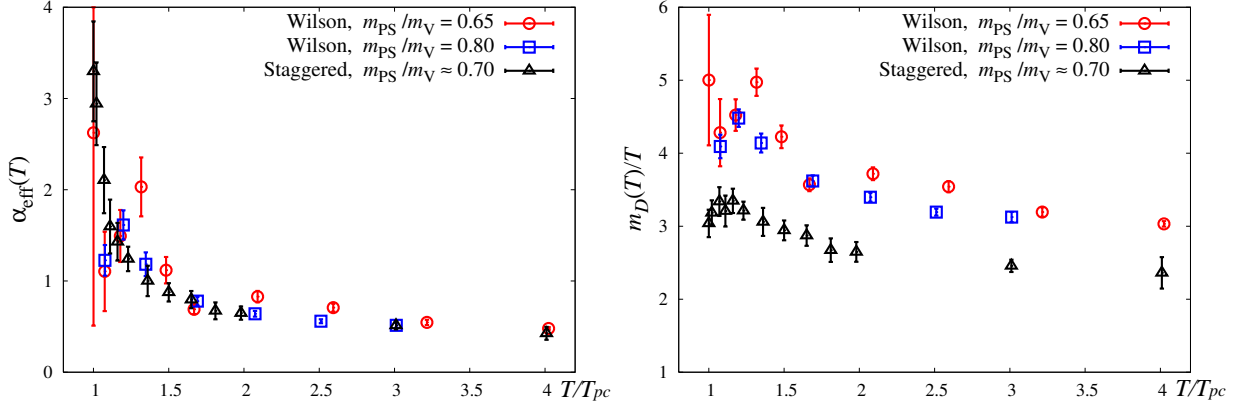 Wilson, m_PS/m_V = 0.65
Wilson, m_PS/m_V = 0.80
Staggered, m_PS/m_V ≈ 0.70
4
3
2
1
0
α_eff(T)
1 1.5 2 2.5 3 3.5 4 T/T_pc
Wilson, m_PS/m_V = 0.65
Wilson, m_PS/m_V = 0.80
Staggered, m_PS/m_V ≈ 0.70
6
5
4
3
2
1
m_D(T)/T
1 1.5 2 2.5 3 3.5 4 T/T_pc